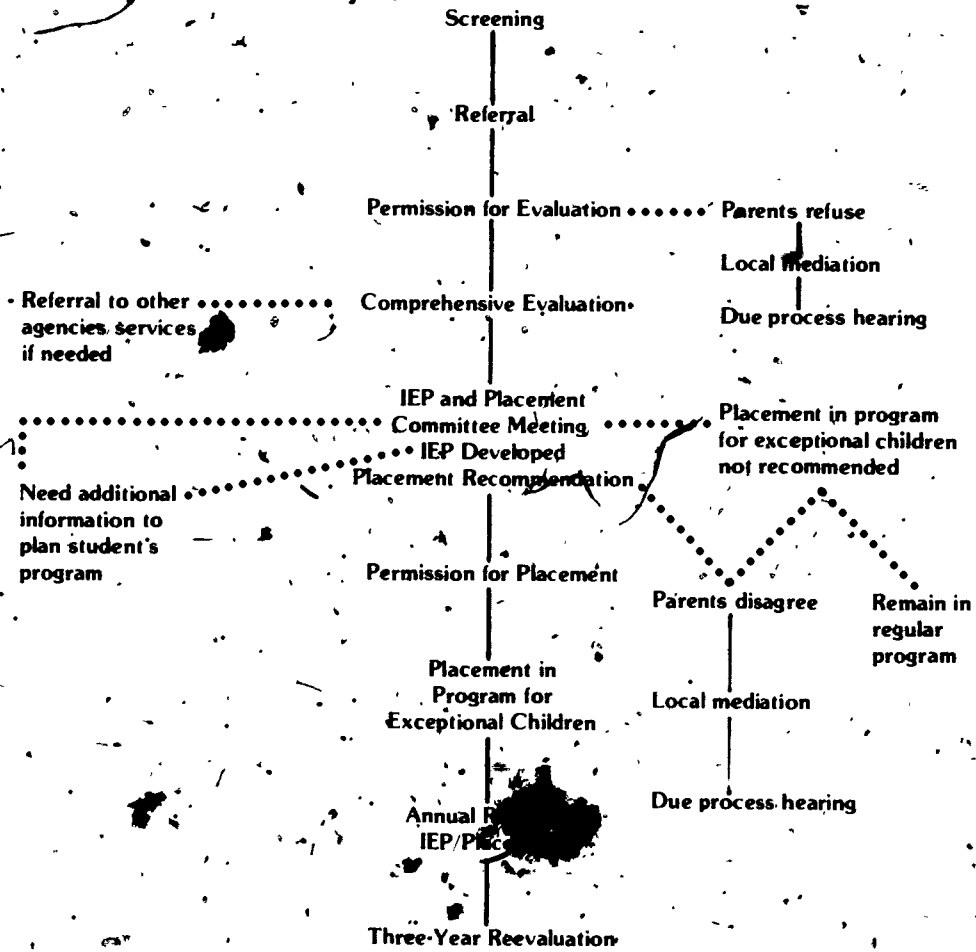 Screening
Referral
Permission for Evaluation
Parents refuse
Local mediation
Due process hearing
Comprehensive Evaluation
Referral to other
agencies, services
if needed
IEP and Placement
Committee Meeting
IEP Developed
Placement Recommendation
Placement in program
for exceptional children
not recommended
Need additional
information to
plan student's
program
Permission for Placement
Parents disagree
Remain in
regular
program
Placement in
Program for
Exceptional Children
Local mediation
Due process hearing
Annual
IEP/
Three-Year Reevaluation